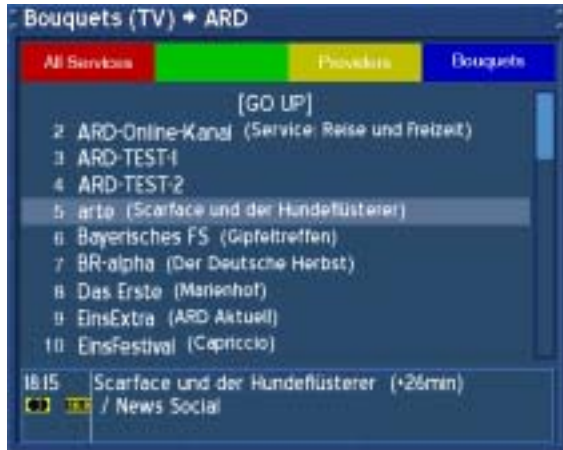 Bouquets (TV) → ARD
All Services Providers Bouquets
[GO UP]
2 ARD-Online-Kanal (Service: Reise und Freizeit)
3 ARD-TEST-1
4 ARD-TEST-2
5 arte (Scarface und der Hundeflüsterer)
6 Bayerisches FS (Gipfeltreffen)
7 BR-alpha (Der Deutsche Herbst)
8 Das Erste (Marienhof)
9 EinsExtra (ARD Aktuell)
10 EinsFestival (Capriccio)
18:15 Scarface und der Hundeflüsterer (+26min)
/ News Social